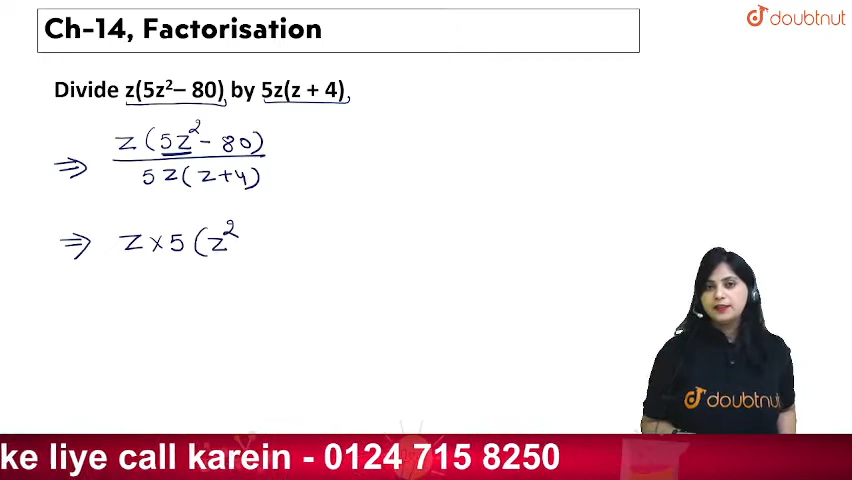 Ch-14, Factorisation
doubtnut
Divide z(5z²– 80) by 5z(z + 4)
⇒ z(5z² - 80)
5z(z+4)
⇒ z × 5(z²
doubtnut
ke liye call karein - 0124 715 8250